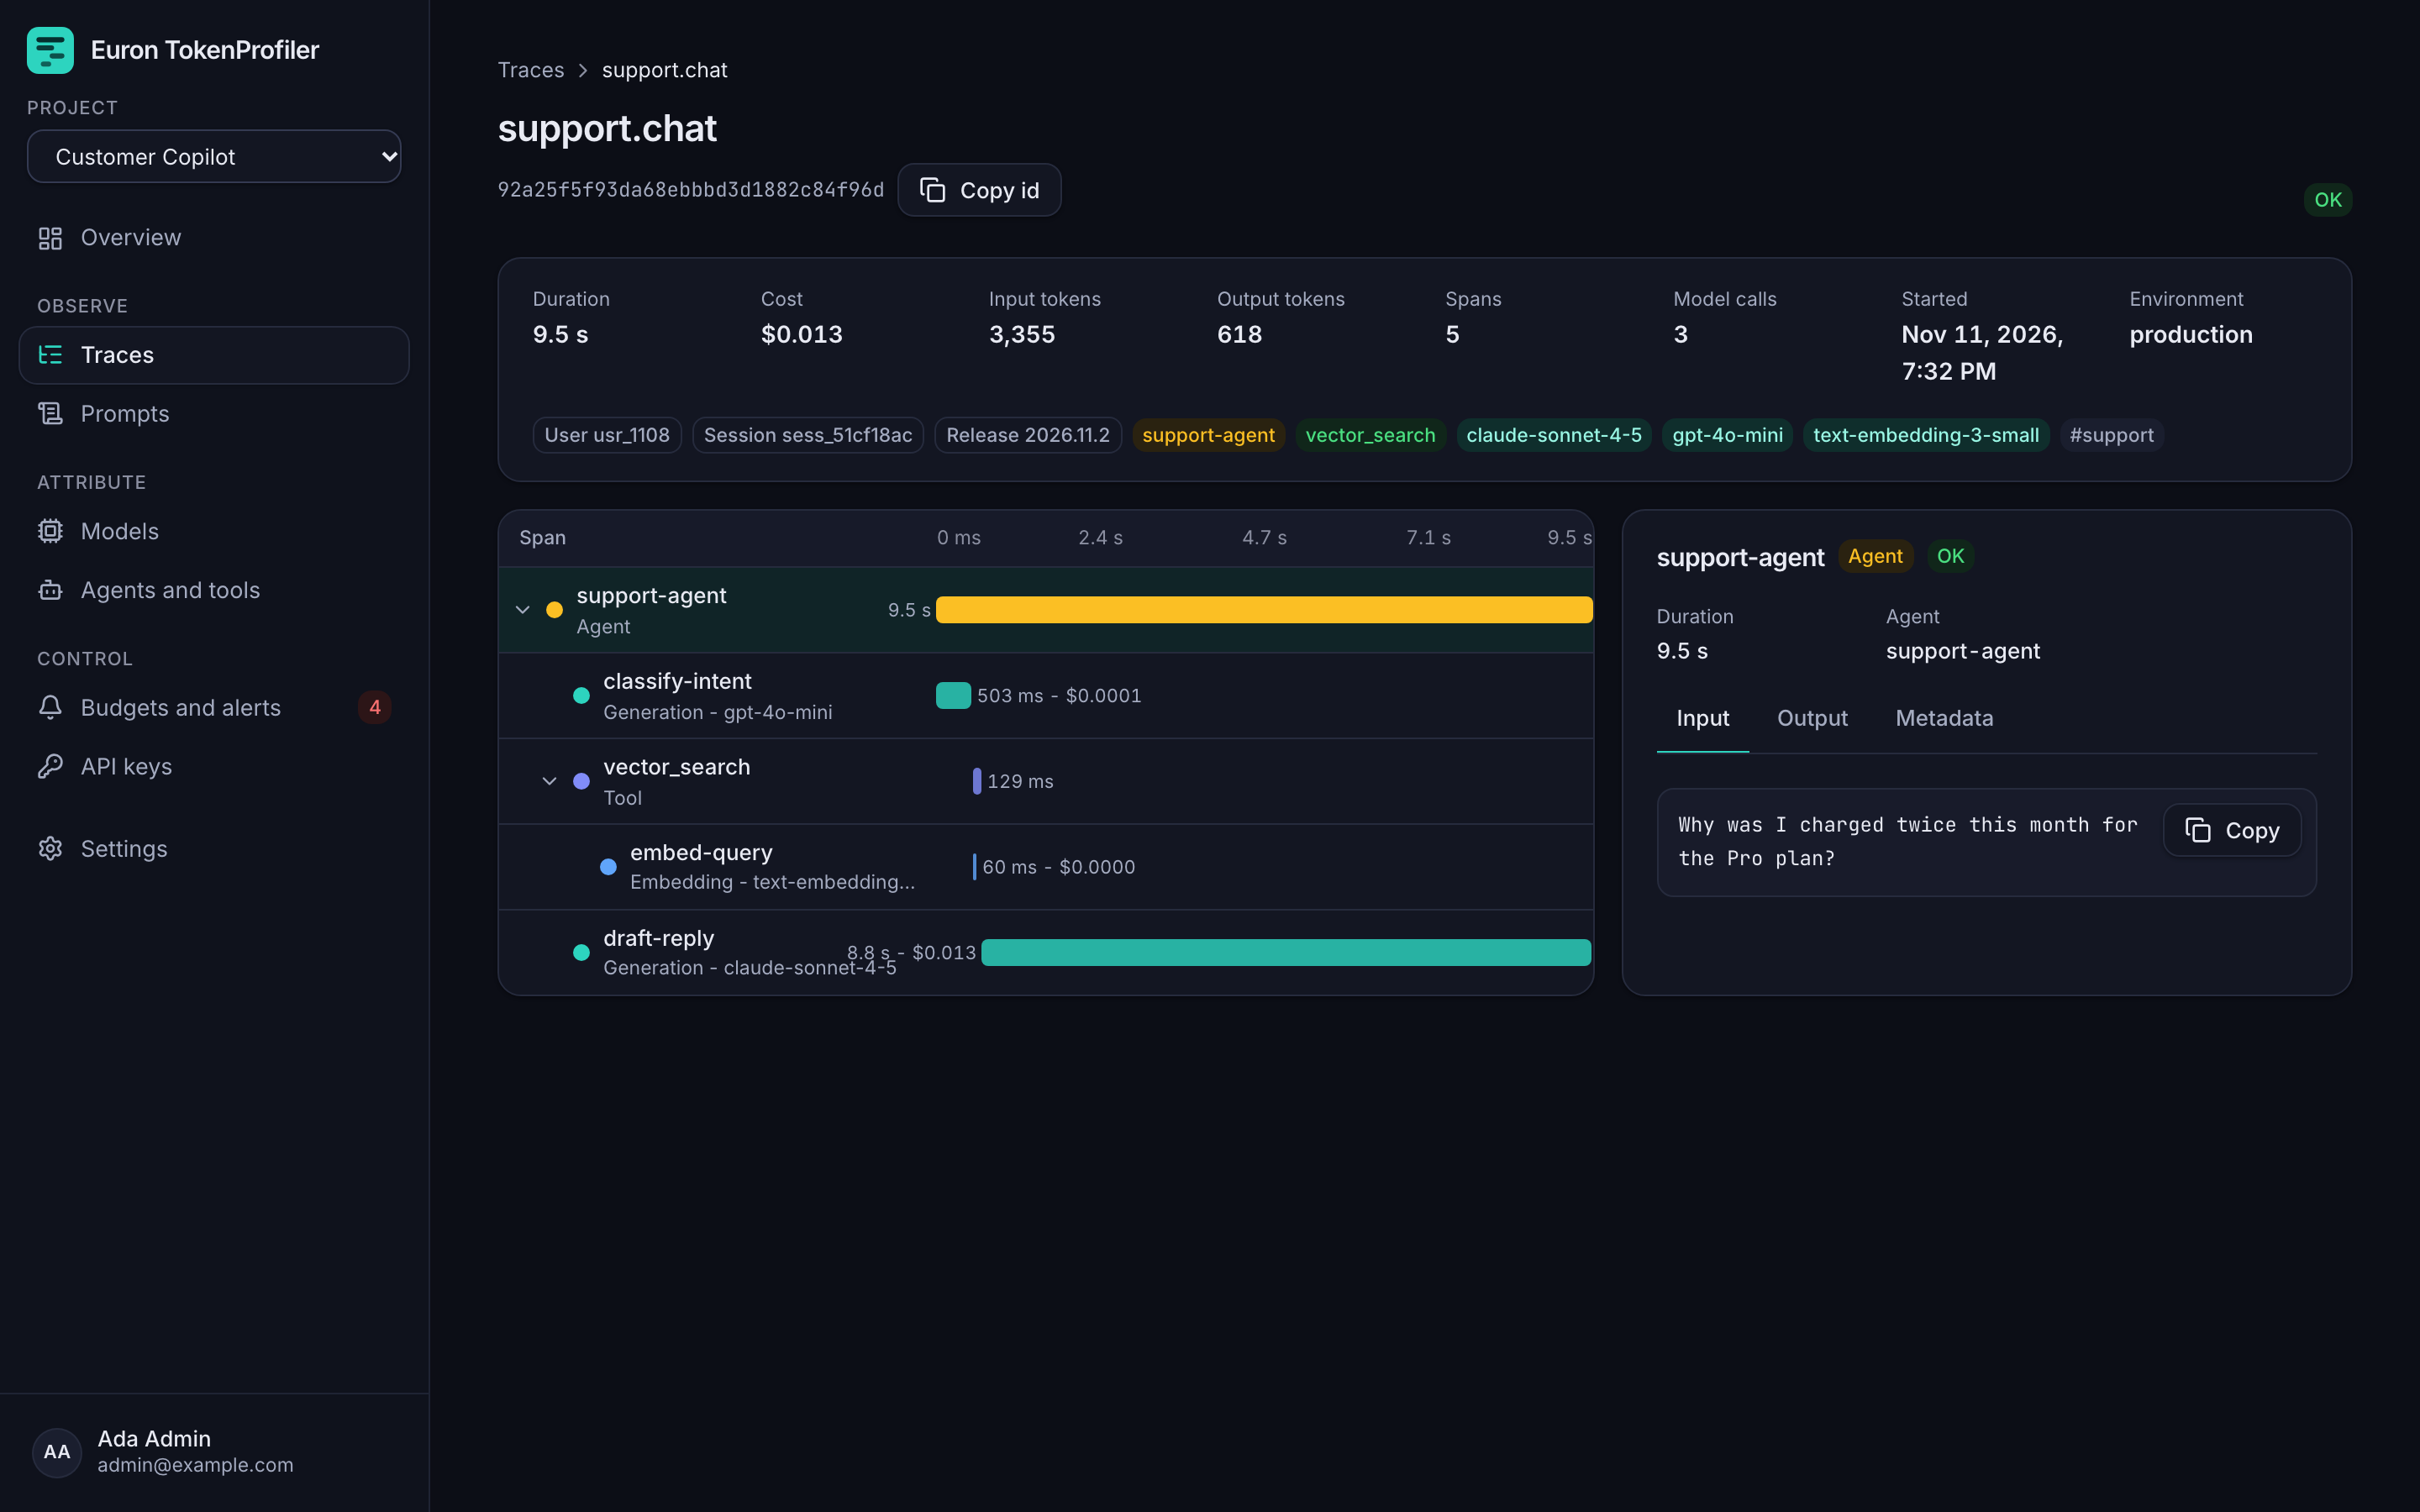 Euron TokenProfiler
PROJECT
Customer Copilot
Overview
OBSERVE
Traces
Prompts
ATTRIBUTE
Models
Agents and tools
CONTROL
Budgets and alerts 4
API keys
Settings
AA
Ada Admin
admin@example.com
Traces > support.chat
support.chat
92a25f5f93da68ebbbd3d1882c84f96d Copy id
OK
Duration Cost Input tokens Output tokens Spans Model calls Started Environment
9.5 s $0.013 3,355 618 5 3 Nov 11, 2026, production
7:32 PM
User usr_1108 Session sess_51cf18ac Release 2026.11.2 support-agent vector_search claude-sonnet-4-5 gpt-4o-mini text-embedding-3-small #support
Span 0 ms 2.4 s 4.7 s 7.1 s 9.5 s
support-agent
Agent
9.5 s
classify-intent
Generation - gpt-4o-mini
503 ms - $0.0001
vector_search
Tool
129 ms
embed-query
Embedding - text-embedding...
60 ms - $0.0000
draft-reply
Generation - claude-sonnet-4-5
8.8 s - $0.013
support-agent Agent OK
Duration Agent
9.5 s support-agent
Input Output Metadata
Why was I charged twice this month for
the Pro plan?
Copy